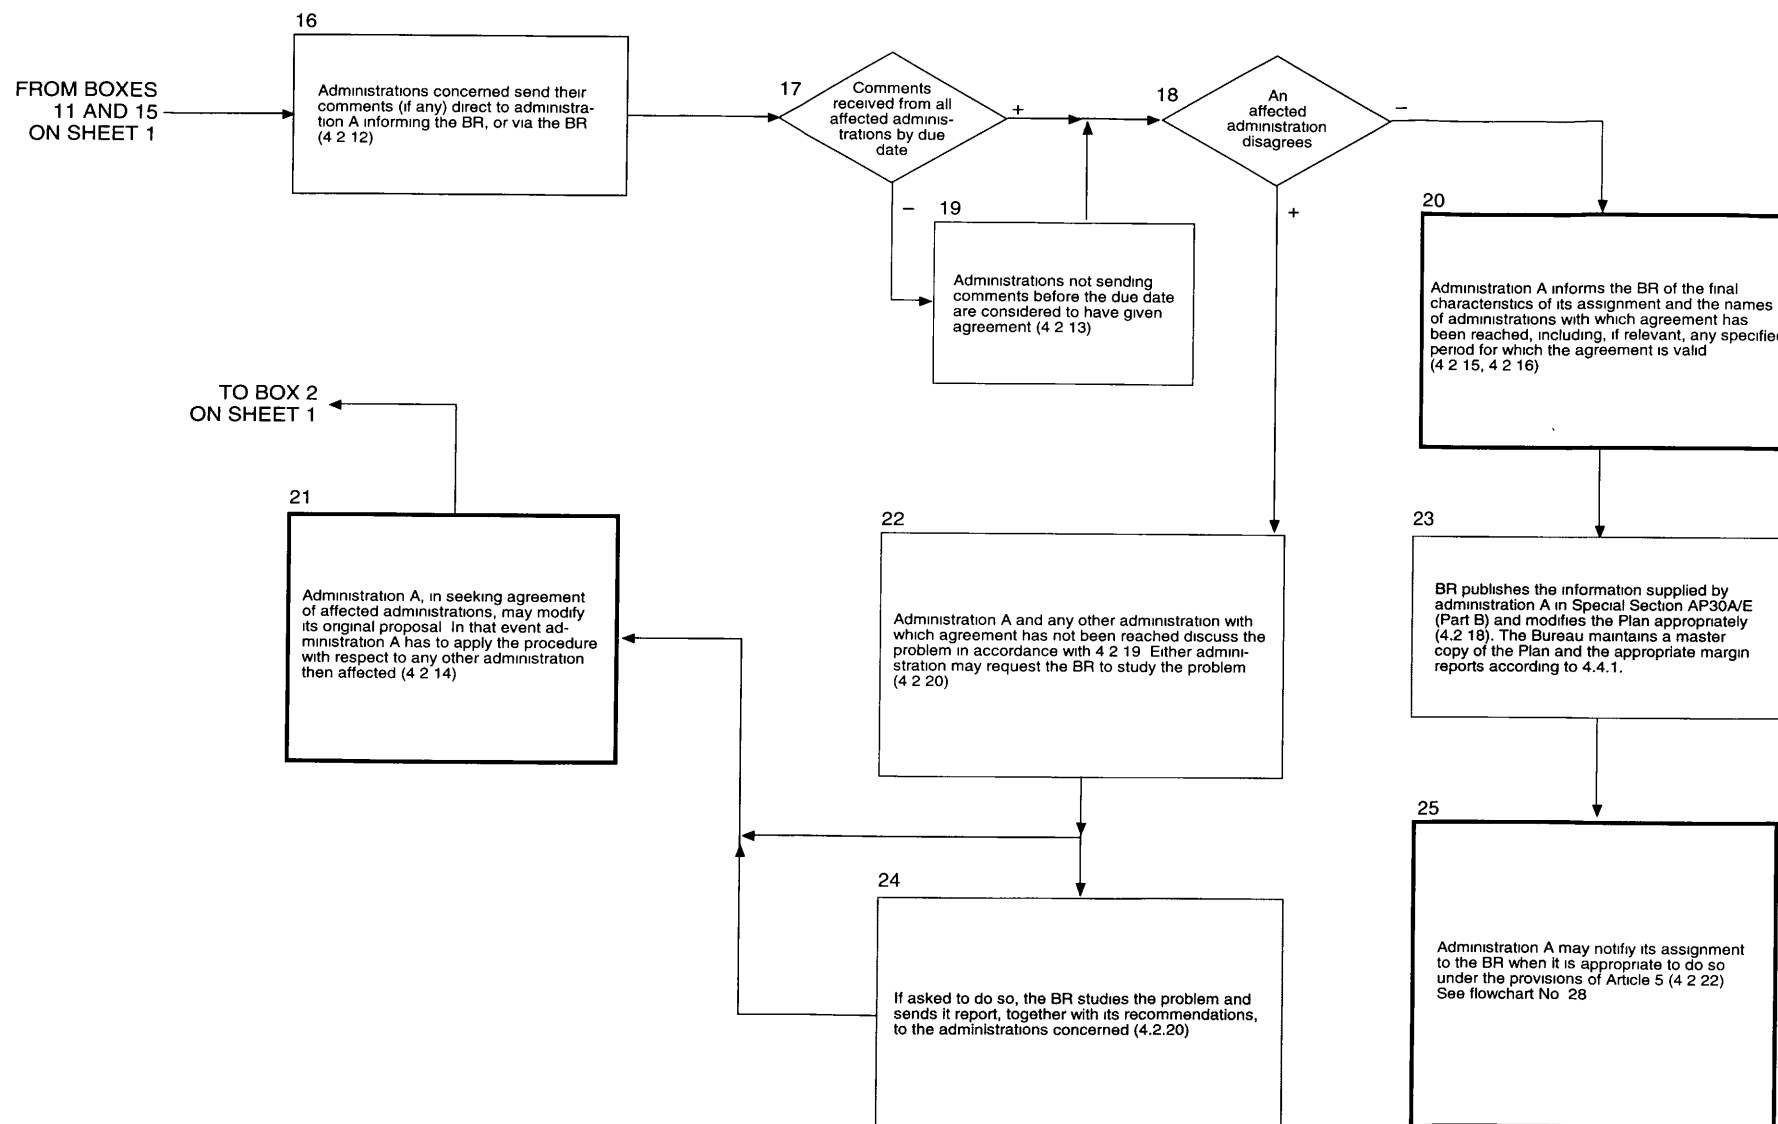 16
FROM BOXES
11 AND 15
ON SHEET 1
Administrations concerned send their
comments (if any) direct to administra-
tion A informing the BR, or via the BR
(4 2 12)
17
Comments
received from all
affected adminis-
trations by due
date
+
–
18
An
affected
administration
disagrees
–
+
19
Administrations not sending
comments before the due date
are considered to have given
agreement (4 2 13)
20
Administration A informs the BR of the final
characteristics of its assignment and the names
of administrations with which agreement has
been reached, including, if relevant, any specified
period for which the agreement is valid
(4 2 15, 4 2 16)
TO BOX 2
ON SHEET 1
21
Administration A, in seeking agreement
of affected administrations, may modify
its original proposal In that event ad-
ministration A has to apply the procedure
with respect to any other administration
then affected (4 2 14)
22
Administration A and any other administration with
which agreement has not been reached discuss the
problem in accordance with 4 2 19 Either admini-
stration may request the BR to study the problem
(4 2 20)
23
BR publishes the information supplied by
administration A in Special Section AP30A/E
(Part B) and modifies the Plan appropriately
(4.2 18). The Bureau maintains a master
copy of the Plan and the appropriate margin
reports according to 4.4.1.
24
If asked to do so, the BR studies the problem and
sends it report, together with its recommendations,
to the administrations concerned (4.2.20)
25
Administration A may notifiy its assignment
to the BR when it is appropriate to do so
under the provisions of Article 5 (4 2 22)
See flowchart No 28